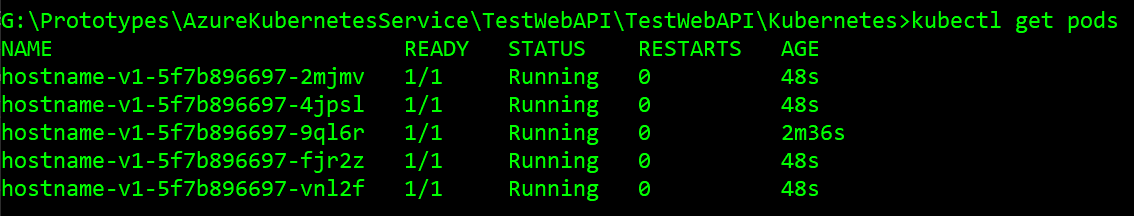 G:\Prototypes\AzureKubernetesService\TestWebAPI\TestWebAPI\Kubernetes>kubectl get pods
NAME READY STATUS RESTARTS AGE
hostname-v1-5f7b896697-2mjmv 1/1 Running 0 48s
hostname-v1-5f7b896697-4jpsl 1/1 Running 0 48s
hostname-v1-5f7b896697-9ql6r 1/1 Running 0 2m36s
hostname-v1-5f7b896697-fjr2z 1/1 Running 0 48s
hostname-v1-5f7b896697-vnl2f 1/1 Running 0 48s